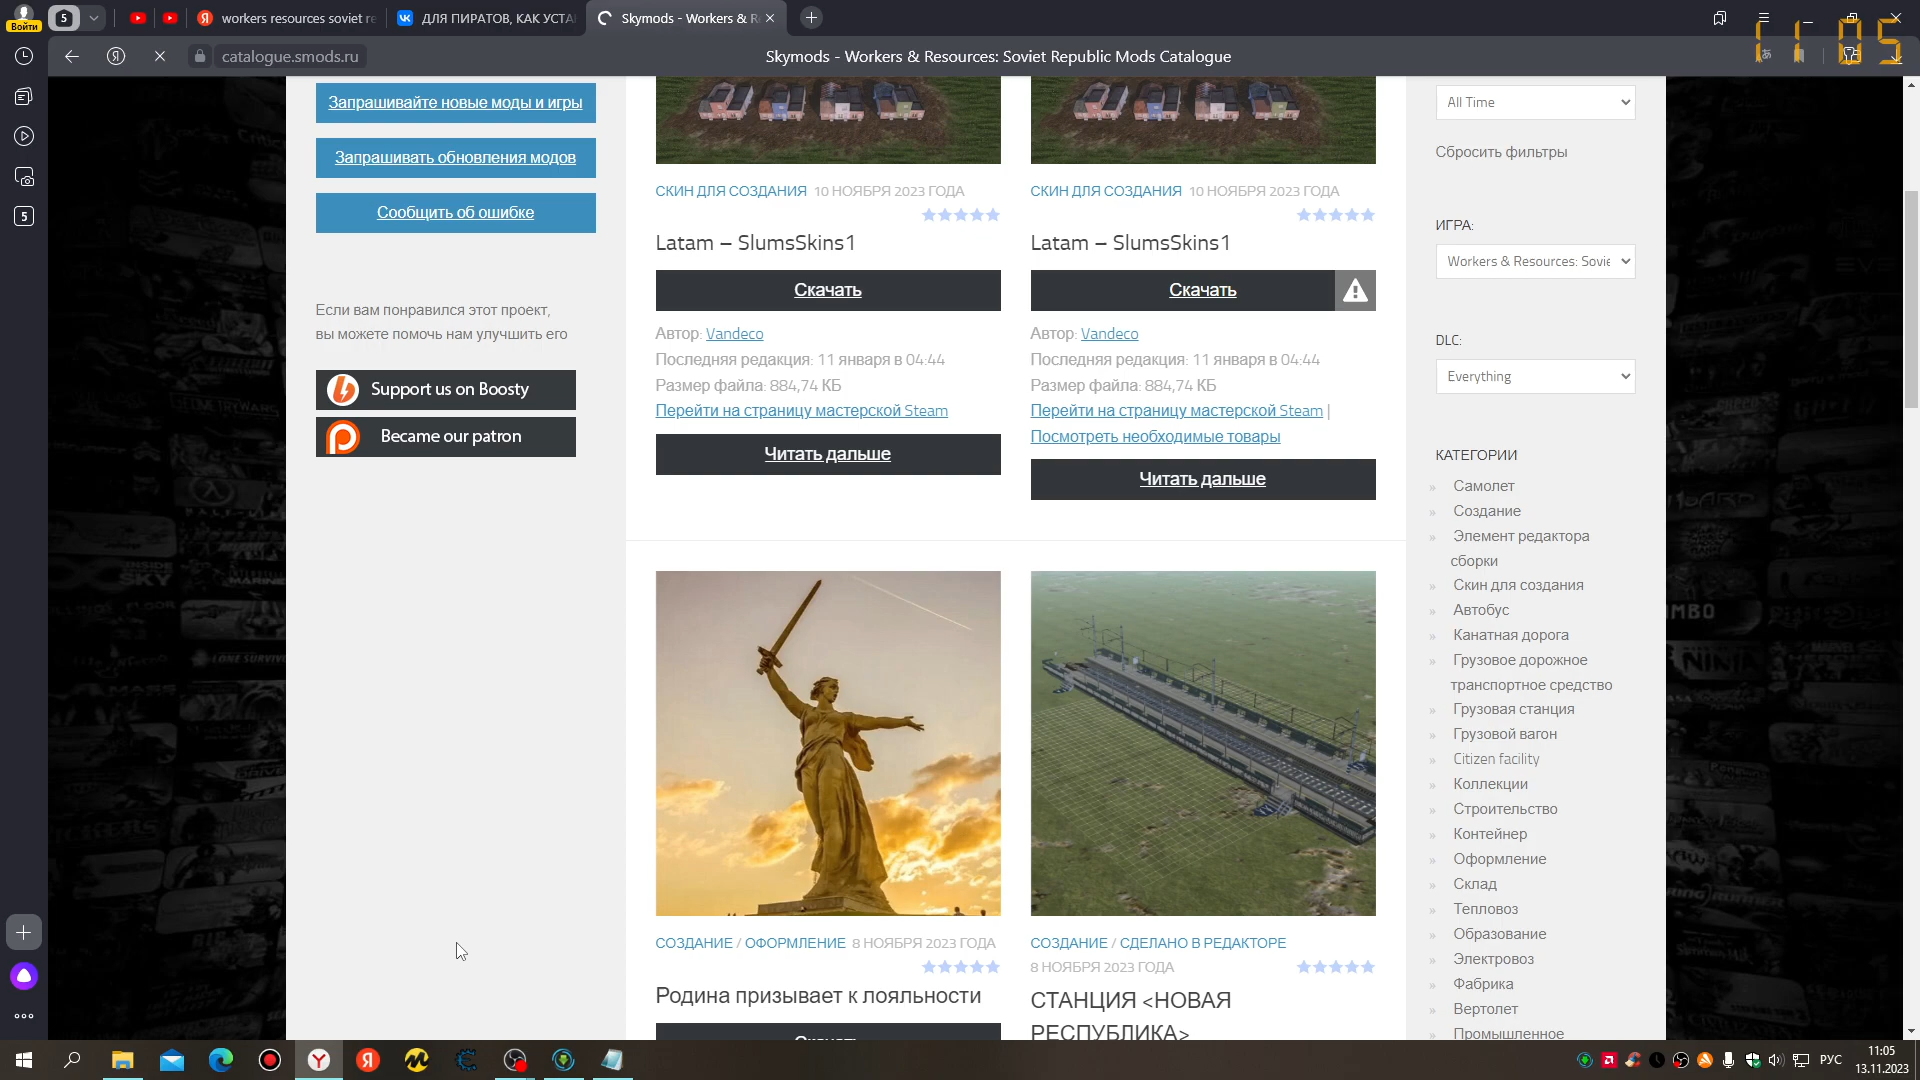 Войти
5
workers resources soviet re
ДЛЯ ПИРАТОВ, КАК УСТА
Skymods - Workers & R
11 05
catalogue.smods.ru
Skymods - Workers & Resources: Soviet Republic Mods Catalogue
5
Запрашивайте новые моды и игры
Запрашивать обновления модов
Сообщить об ошибке
Если вам понравился этот проект,
вы можете помочь нам улучшить его
Support us on Boosty
Became our patron
СКИН ДЛЯ СОЗДАНИЯ 10 НОЯБРЯ 2023 ГОДА
Latam – SlumsSkins1
Скачать
Автор: Vandeco
Последняя редакция: 11 января в 04:44
Размер файла: 884,74 КБ
Перейти на страницу мастерской Steam
Читать дальше
СКИН ДЛЯ СОЗДАНИЯ 10 НОЯБРЯ 2023 ГОДА
Latam – SlumsSkins1
Скачать
Автор: Vandeco
Последняя редакция: 11 января в 04:44
Размер файла: 884,74 КБ
Перейти на страницу мастерской Steam |
Посмотреть необходимые товары
Читать дальше
СОЗДАНИЕ / ОФОРМЛЕНИЕ 8 НОЯБРЯ 2023 ГОДА
Родина призывает к лояльности
Скачать
СОЗДАНИЕ / СДЕЛАНО В РЕДАКТОРЕ
8 НОЯБРЯ 2023 ГОДА
СТАНЦИЯ <НОВАЯ
РЕСПУБЛИКА>
All Time
Сбросить фильтры
ИГРА:
Workers & Resources: Sovie
DLC:
Everything
КАТЕГОРИИ
» Самолет
» Создание
» Элемент редактора
сборки
» Скин для создания
» Автобус
» Канатная дорога
» Грузовое дорожное
транспортное средство
» Грузовая станция
» Грузовой вагон
» Citizen facility
» Коллекции
» Строительство
» Контейнер
» Оформление
» Склад
» Тепловоз
» Образование
» Электровоз
» Фабрика
» Вертолет
» Промышленное
РУС
11:05
13.11.2023